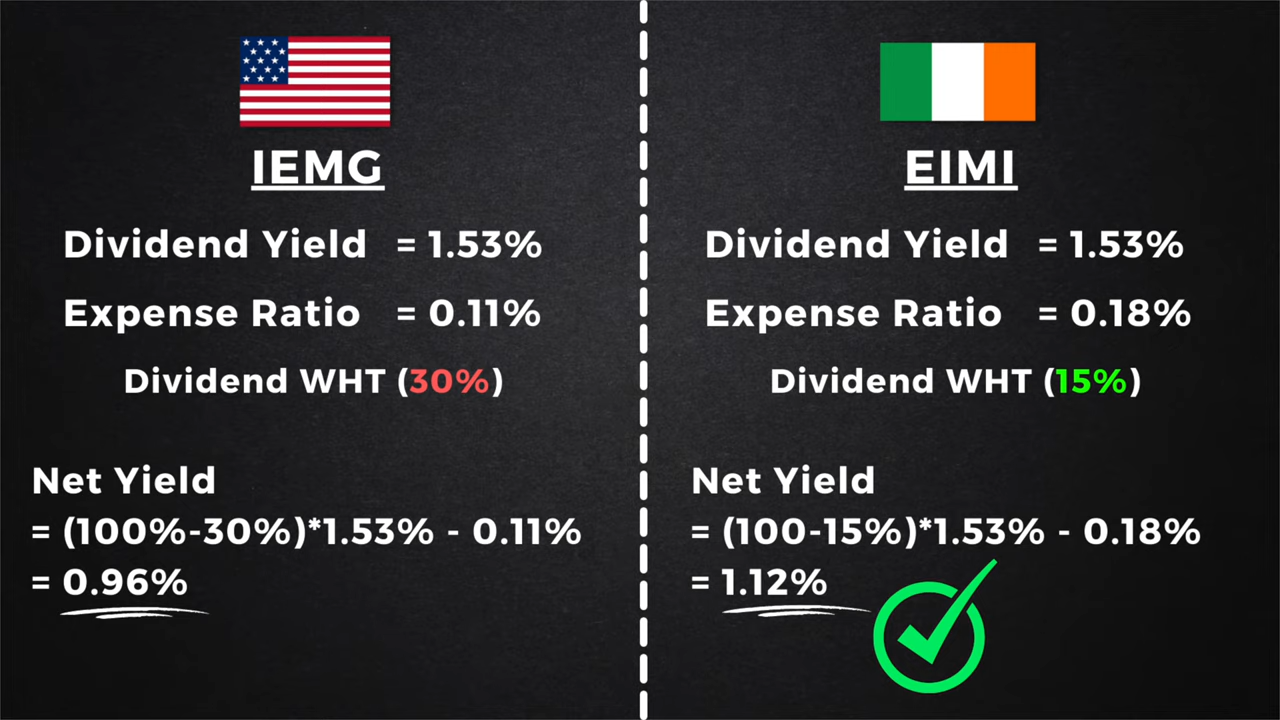 IEMG
Dividend Yield = 1.53%
Expense Ratio = 0.11%
Dividend WHT (30%)
Net Yield
= (100%-30%)*1.53% - 0.11%
= 0.96%
EIMI
Dividend Yield = 1.53%
Expense Ratio = 0.18%
Dividend WHT (15%)
Net Yield
= (100-15%)*1.53% - 0.18%
= 1.12%